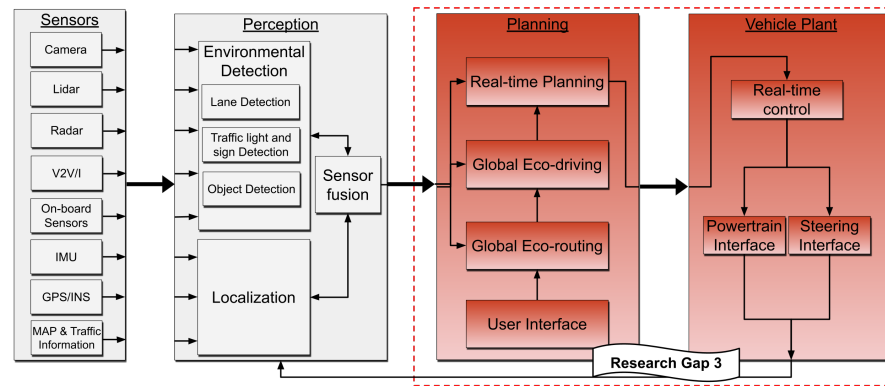 Sensors
Camera
Lidar
Radar
V2V/I
On-board
Sensors
IMU
GPS/INS
MAP & Traffic
Information
Perception
Environmental
Detection
Lane Detection
Traffic light and
sign Detection
Object Detection
Sensor
fusion
Localization
Planning
Real-time Planning
Global Eco-driving
Global Eco-routing
User Interface
Vehicle Plant
Real-time
control
Powertrain
Interface
Steering
Interface
Research Gap 3